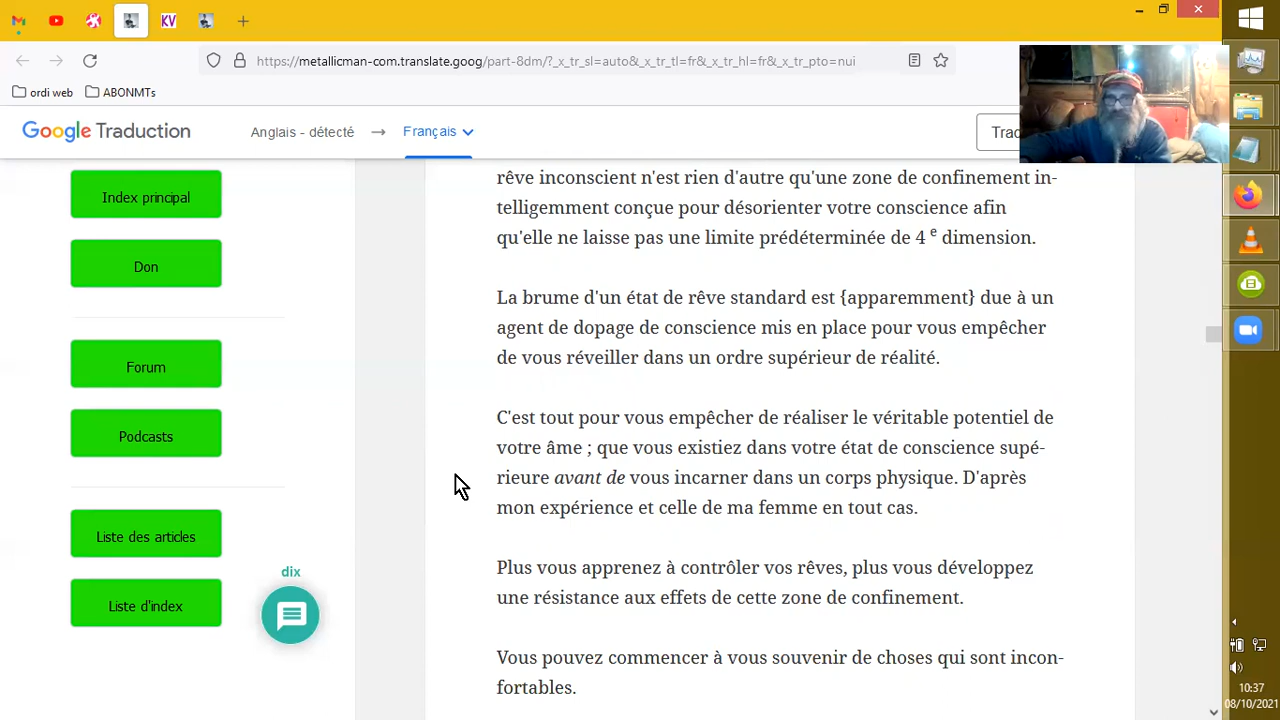 KV
https://metallicman-com.translate.goog/part-8dm/?_x_tr_sl=auto&_x_tr_tl=fr&_x_tr_hl=fr&_x_tr_pto=nui
ordi web
ABONMTs
Google Traduction
Anglais - détecté
Français
Trad
Index principal
Don
Forum
Podcasts
Liste des articles
Liste d'index
dix
rêve inconscient n'est rien d'autre qu'une zone de confinement in-
telligemment conçue pour désorienter votre conscience afin
qu'elle ne laisse pas une limite prédéterminée de 4 e dimension.
La brume d'un état de rêve standard est {apparemment} due à un
agent de dopage de conscience mis en place pour vous empêcher
de vous réveiller dans un ordre supérieur de réalité.
C'est tout pour vous empêcher de réaliser le véritable potentiel de
votre âme ; que vous existiez dans votre état de conscience supé-
rieure avant de vous incarner dans un corps physique. D'après
mon expérience et celle de ma femme en tout cas.
Plus vous apprenez à contrôler vos rêves, plus vous développez
une résistance aux effets de cette zone de confinement.
Vous pouvez commencer à vous souvenir de choses qui sont incon-
fortables.
10:37
08/10/2021